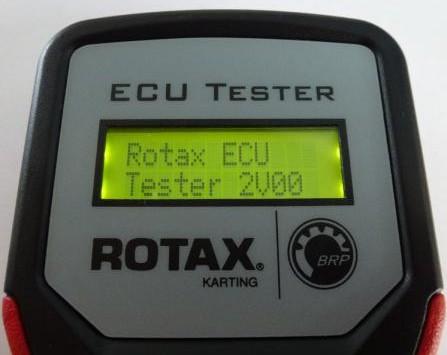 ECU TESTER
Rotax ECU
Tester 2V00
ROTAX®
KARTING
BRP